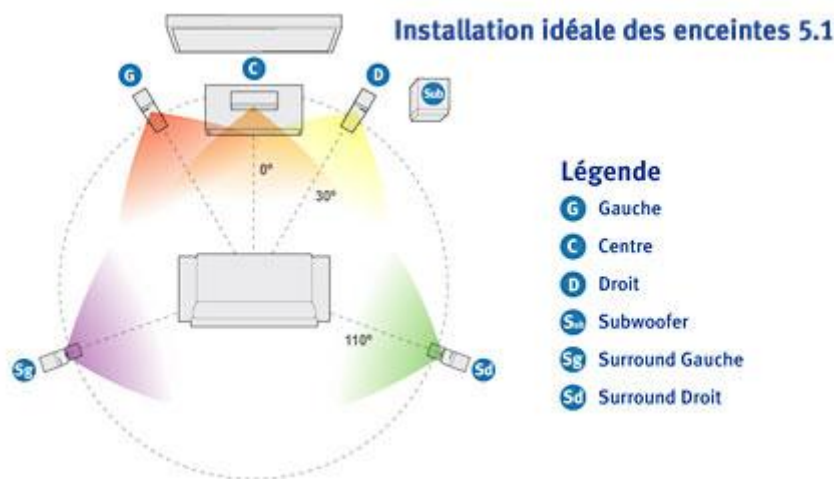 Installation idéale des enceintes 5.1
G
C
D
Sub
0°
30°
110°
Sg
Sd
Légende
G Gauche
C Centre
D Droit
Sub Subwoofer
Sg Surround Gauche
Sd Surround Droit